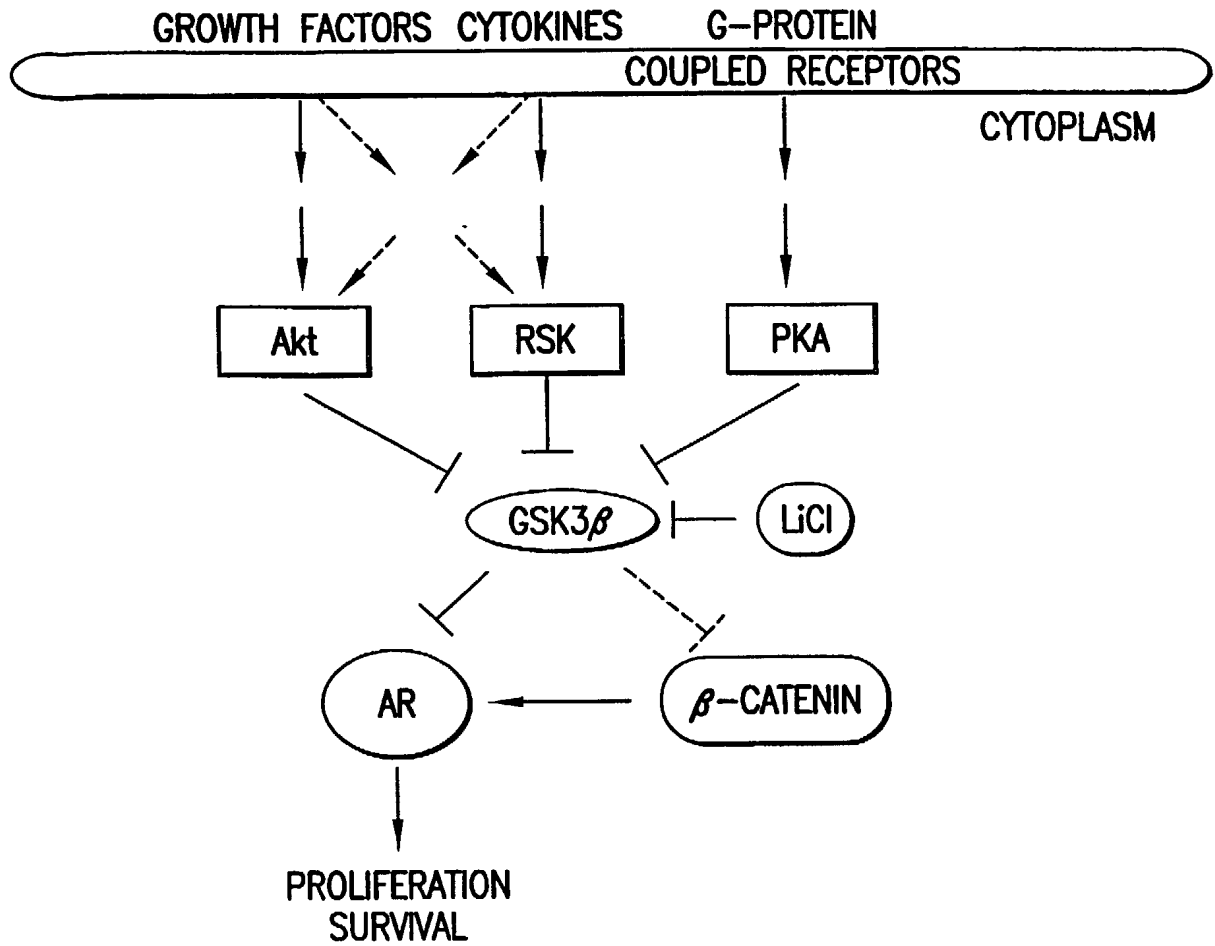 GROWTH FACTORS CYTOKINES G-PROTEIN
COUPLED RECEPTORS
CYTOPLASM
Akt
RSK
PKA
GSK3β
LiCl
AR
β-CATENIN
PROLIFERATION
SURVIVAL